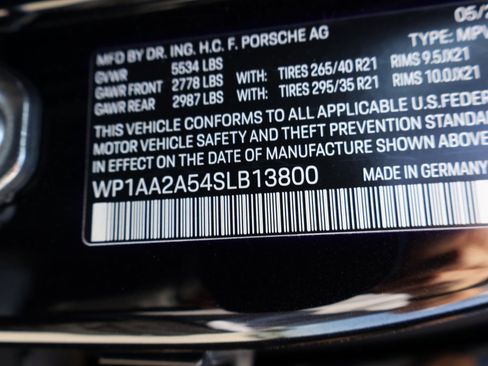 MFD BY DR. ING. H.C. F. PORSCHE AG 05/2
GVWR 5534 LBS TYPE: MPV
GAWR FRONT 2778 LBS WITH: TIRES 265/40 R21 RIMS 9.5JX21
GAWR REAR 2987 LBS WITH: TIRES 295/35 R21 RIMS 10.0JX21
THIS VEHICLE CONFORMS TO ALL APPLICABLE U.S. FEDER
MOTOR VEHICLE SAFETY AND THEFT PREVENTION STANDA
IN EFFECT ON THE DATE OF MANUFACTURE SHOWN ABOVE
WP1AA2A54SLB13800 MADE IN GERMANY